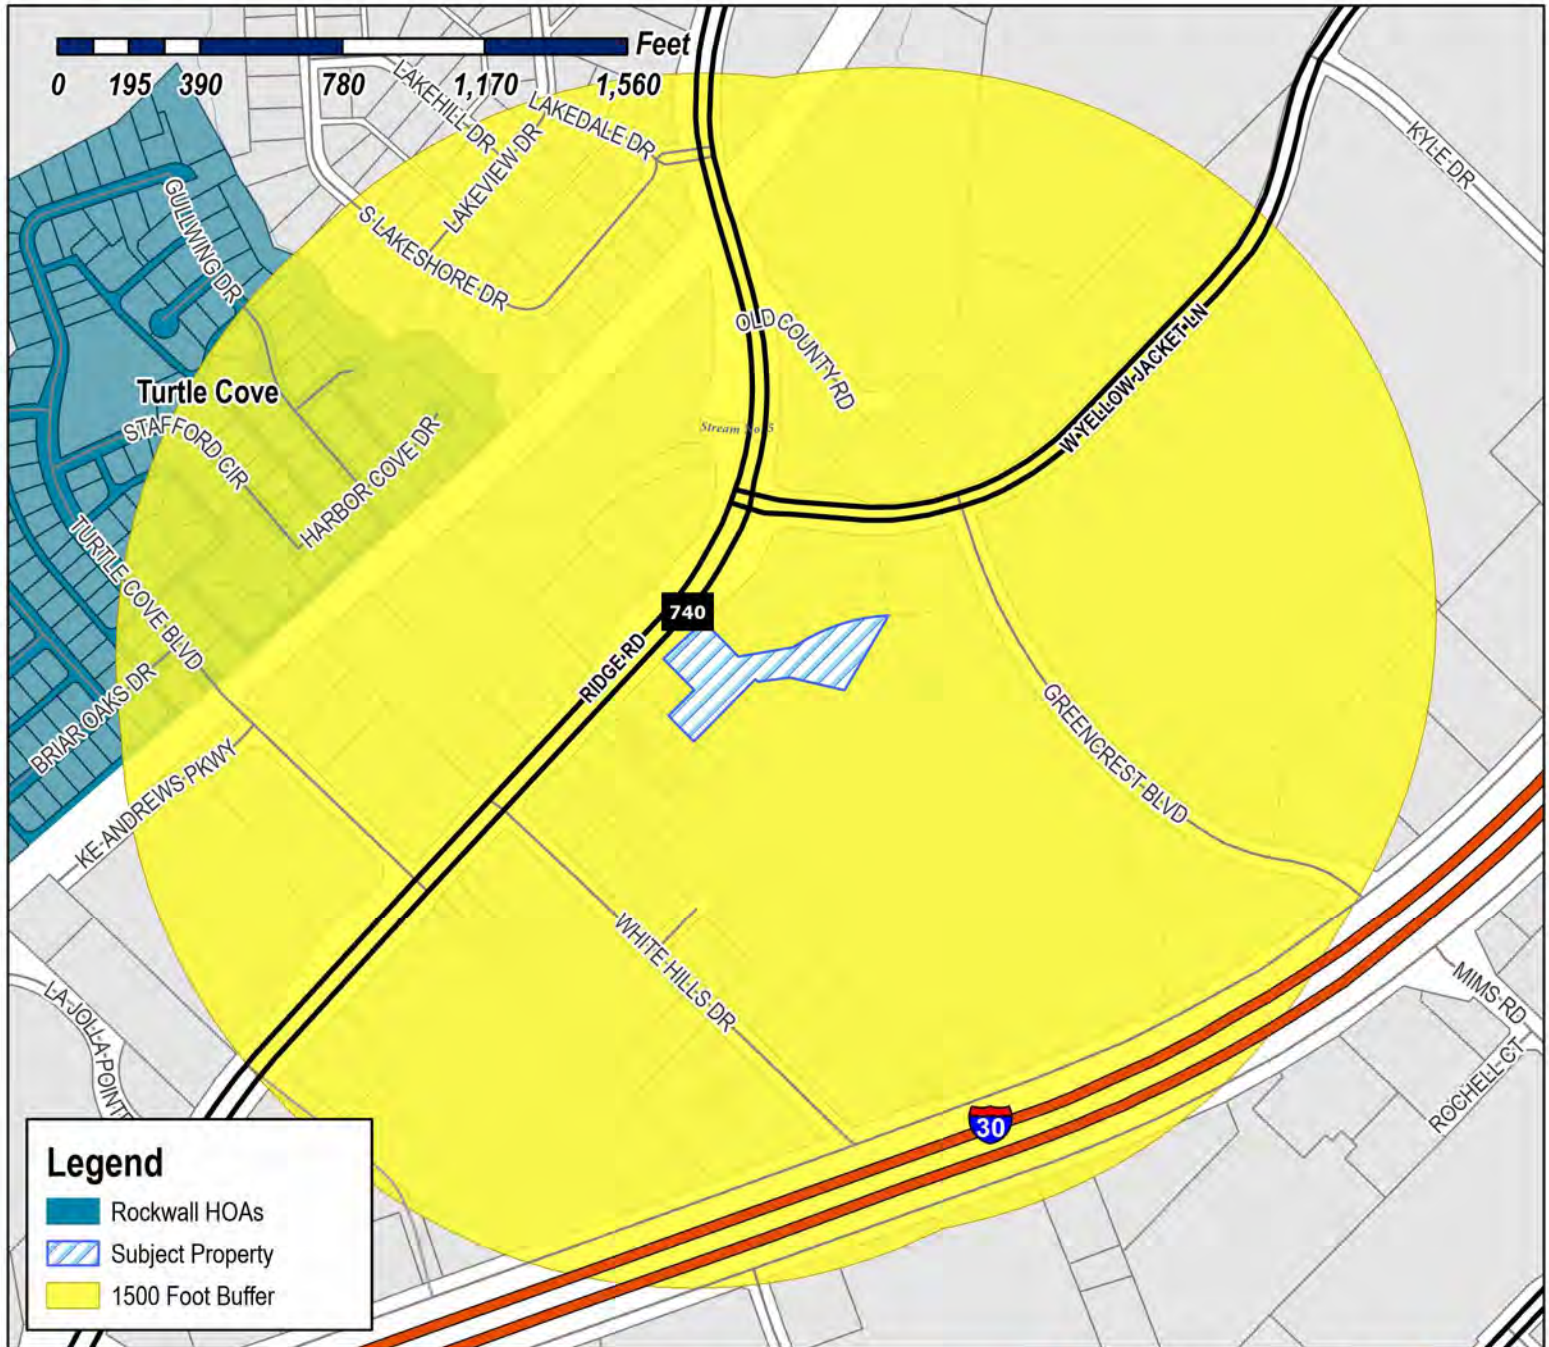 Feet
0 195 390 780 1,170 1,560
LAKEHILL DR
LAKEDALE DR
LAKEVIEW DR
KYLE DR
GULLWING DR
S LAKESHORE DR
OLD COUNTY RD
W YELLOW JACKET LN
Turtle Cove
STAFFORD CIR
HARBOR COVE DR
Stream No. 5
TURTLE COVE BLVD
740
RIDGE RD
BRIAR OAKS DR
KE ANDREWS PKWY
GREENCREST BLVD
WHITE HILLS DR
LA JOLLA POINTE
MIMS RD
ROCHELL CT
30
Legend
Rockwall HOAs
Subject Property
1500 Foot Buffer